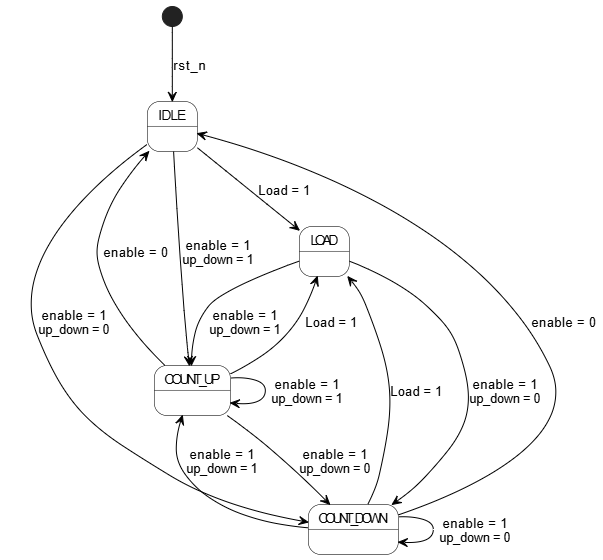 rst_n
IDLE
Load = 1
LOAD
enable = 0
enable = 1
up_down = 1
enable = 1
up_down = 0
enable = 1
up_down = 1
Load = 1
enable = 0
COUNT_UP
enable = 1
up_down = 1
Load = 1
enable = 1
up_down = 0
enable = 1
up_down = 1
enable = 1
up_down = 0
COUNT_DOWN
enable = 1
up_down = 0